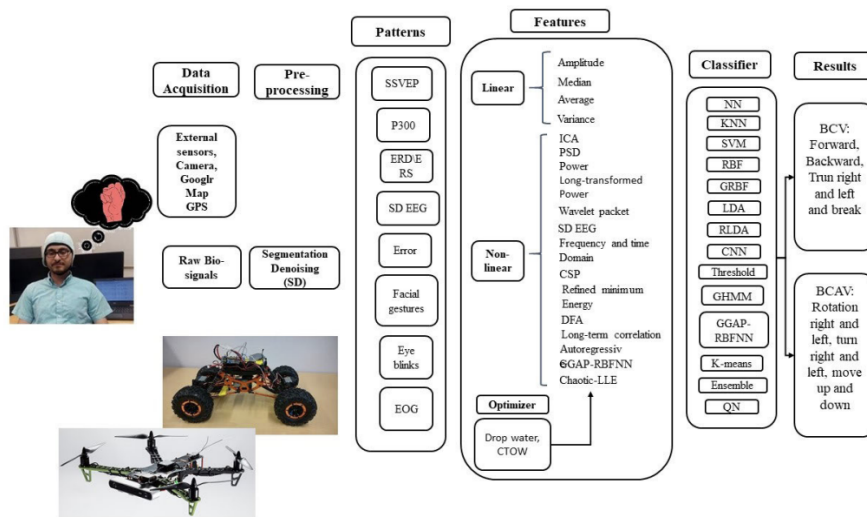 Data
Acquisition
External
sensors,
Camera,
Googlr
Map
GPS
Raw Bio-
signals
Pre-
processing
Segmentation
Denoising
(SD)
Patterns
SSVEP
P300
ERD\E
RS
SD EEG
Error
Facial
gestures
Eye
blinks
EOG
Features
Linear
Amplitude
Median
Average
Variance
Non-
linear
ICA
PSD
Power
Long-transformed
Power
Wavelet packet
SD EEG
Frequency and time
Domain
CSP
Refined minimum
Energy
DFA
Long-term correlation
Autoregressiv
e
GGAP-RBFNN
Chaotic-LLE
Optimizer
Drop water,
CTOW
Classifier
NN
KNN
SVM
RBF
GRBF
LDA
RLDA
CNN
Threshold
GHMM
GGAP-
RBFNN
K-means
Ensemble
QN
Results
BCV:
Forward,
Backward,
Trun right
and left
and break
BCAV:
Rotation
right and
left, turn
right and
left, move
up and
down